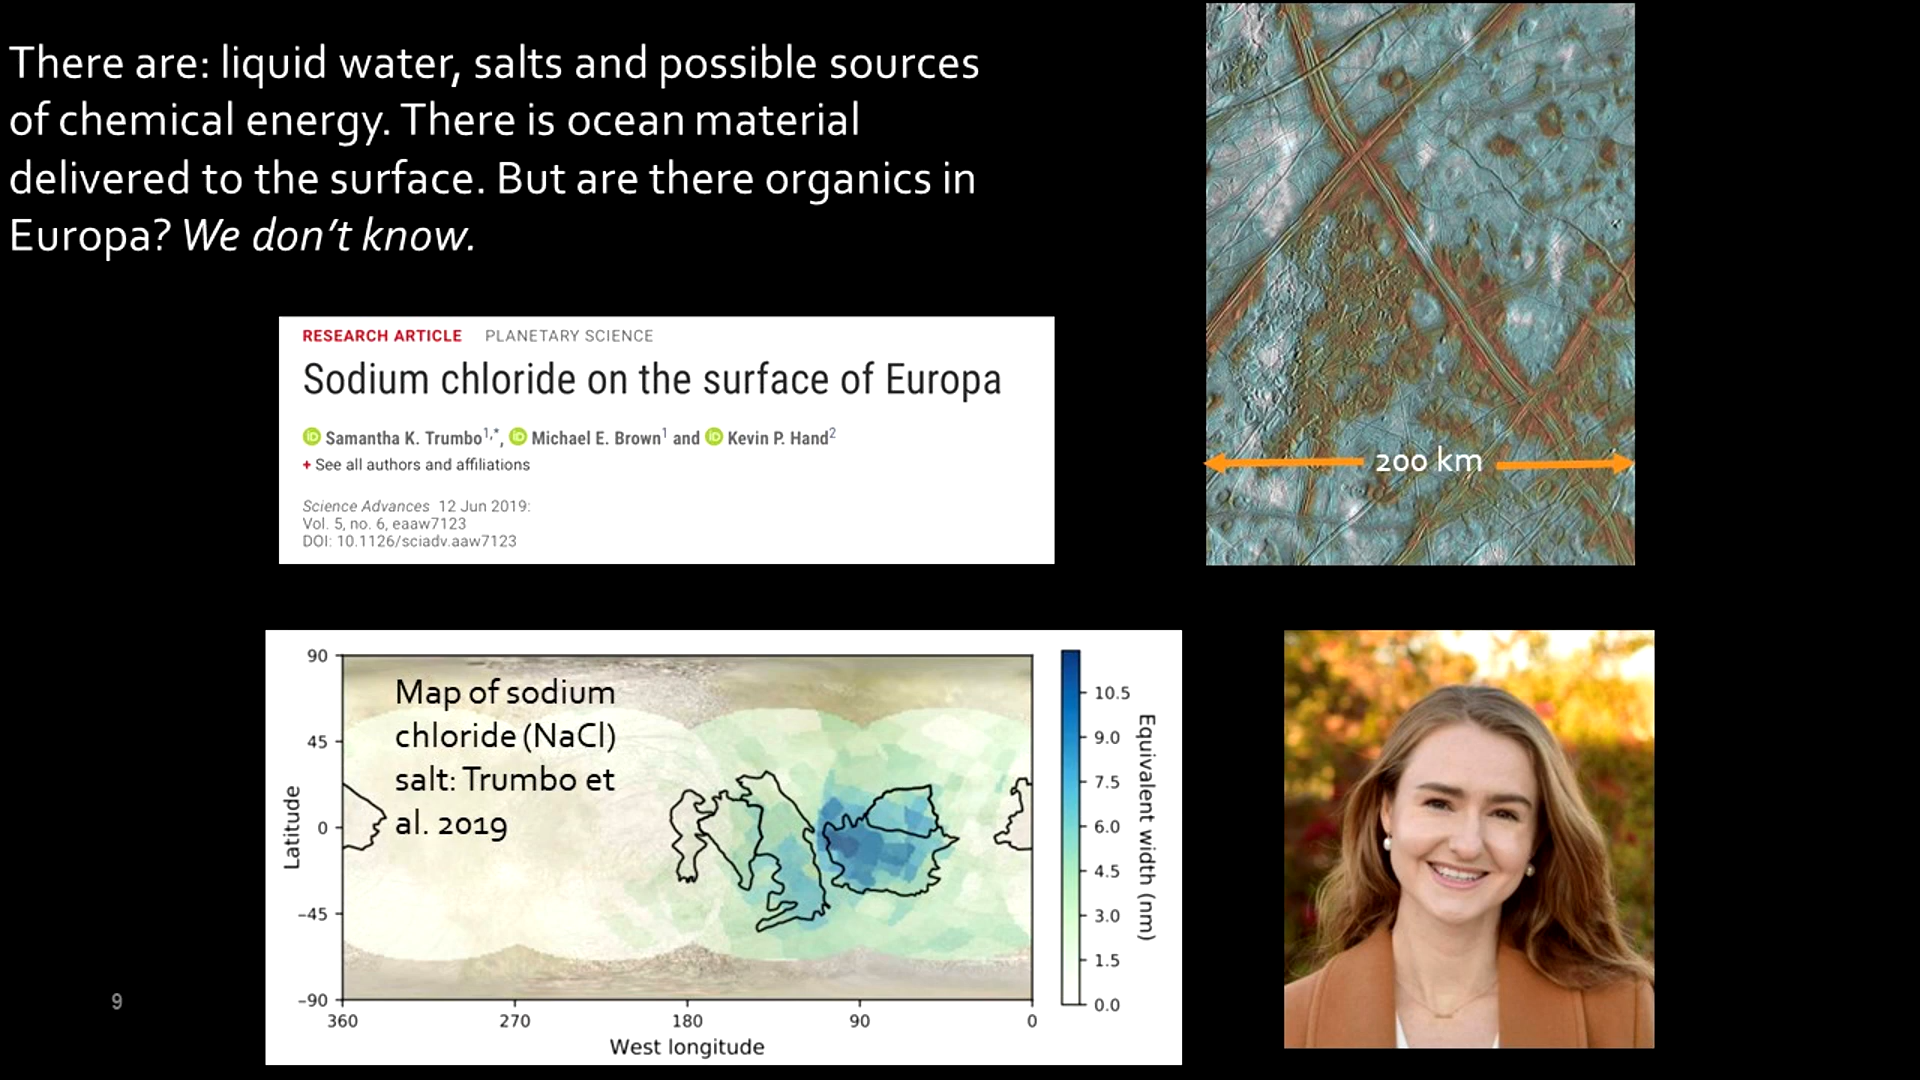 There are: liquid water, salts and possible sources
of chemical energy. There is ocean material
delivered to the surface. But are there organics in
Europa? We don't know.
200 km
RESEARCH ARTICLE PLANETARY SCIENCE
Sodium chloride on the surface of Europa
iD Samantha K. Trumbo1,*, iD Michael E. Brown1 and iD Kevin P. Hand2
+ See all authors and affiliations
Science Advances 12 Jun 2019:
Vol. 5, no. 6, eaaw7123
DOI: 10.1126/sciadv.aaw7123
Map of sodium
chloride (NaCl)
salt: Trumbo et
al. 2019
90
45
0
−45
−90
Latitude
360 270 180 90 0
West longitude
10.5
9.0
7.5
6.0
4.5
3.0
1.5
0.0
Equivalent width (nm)
9